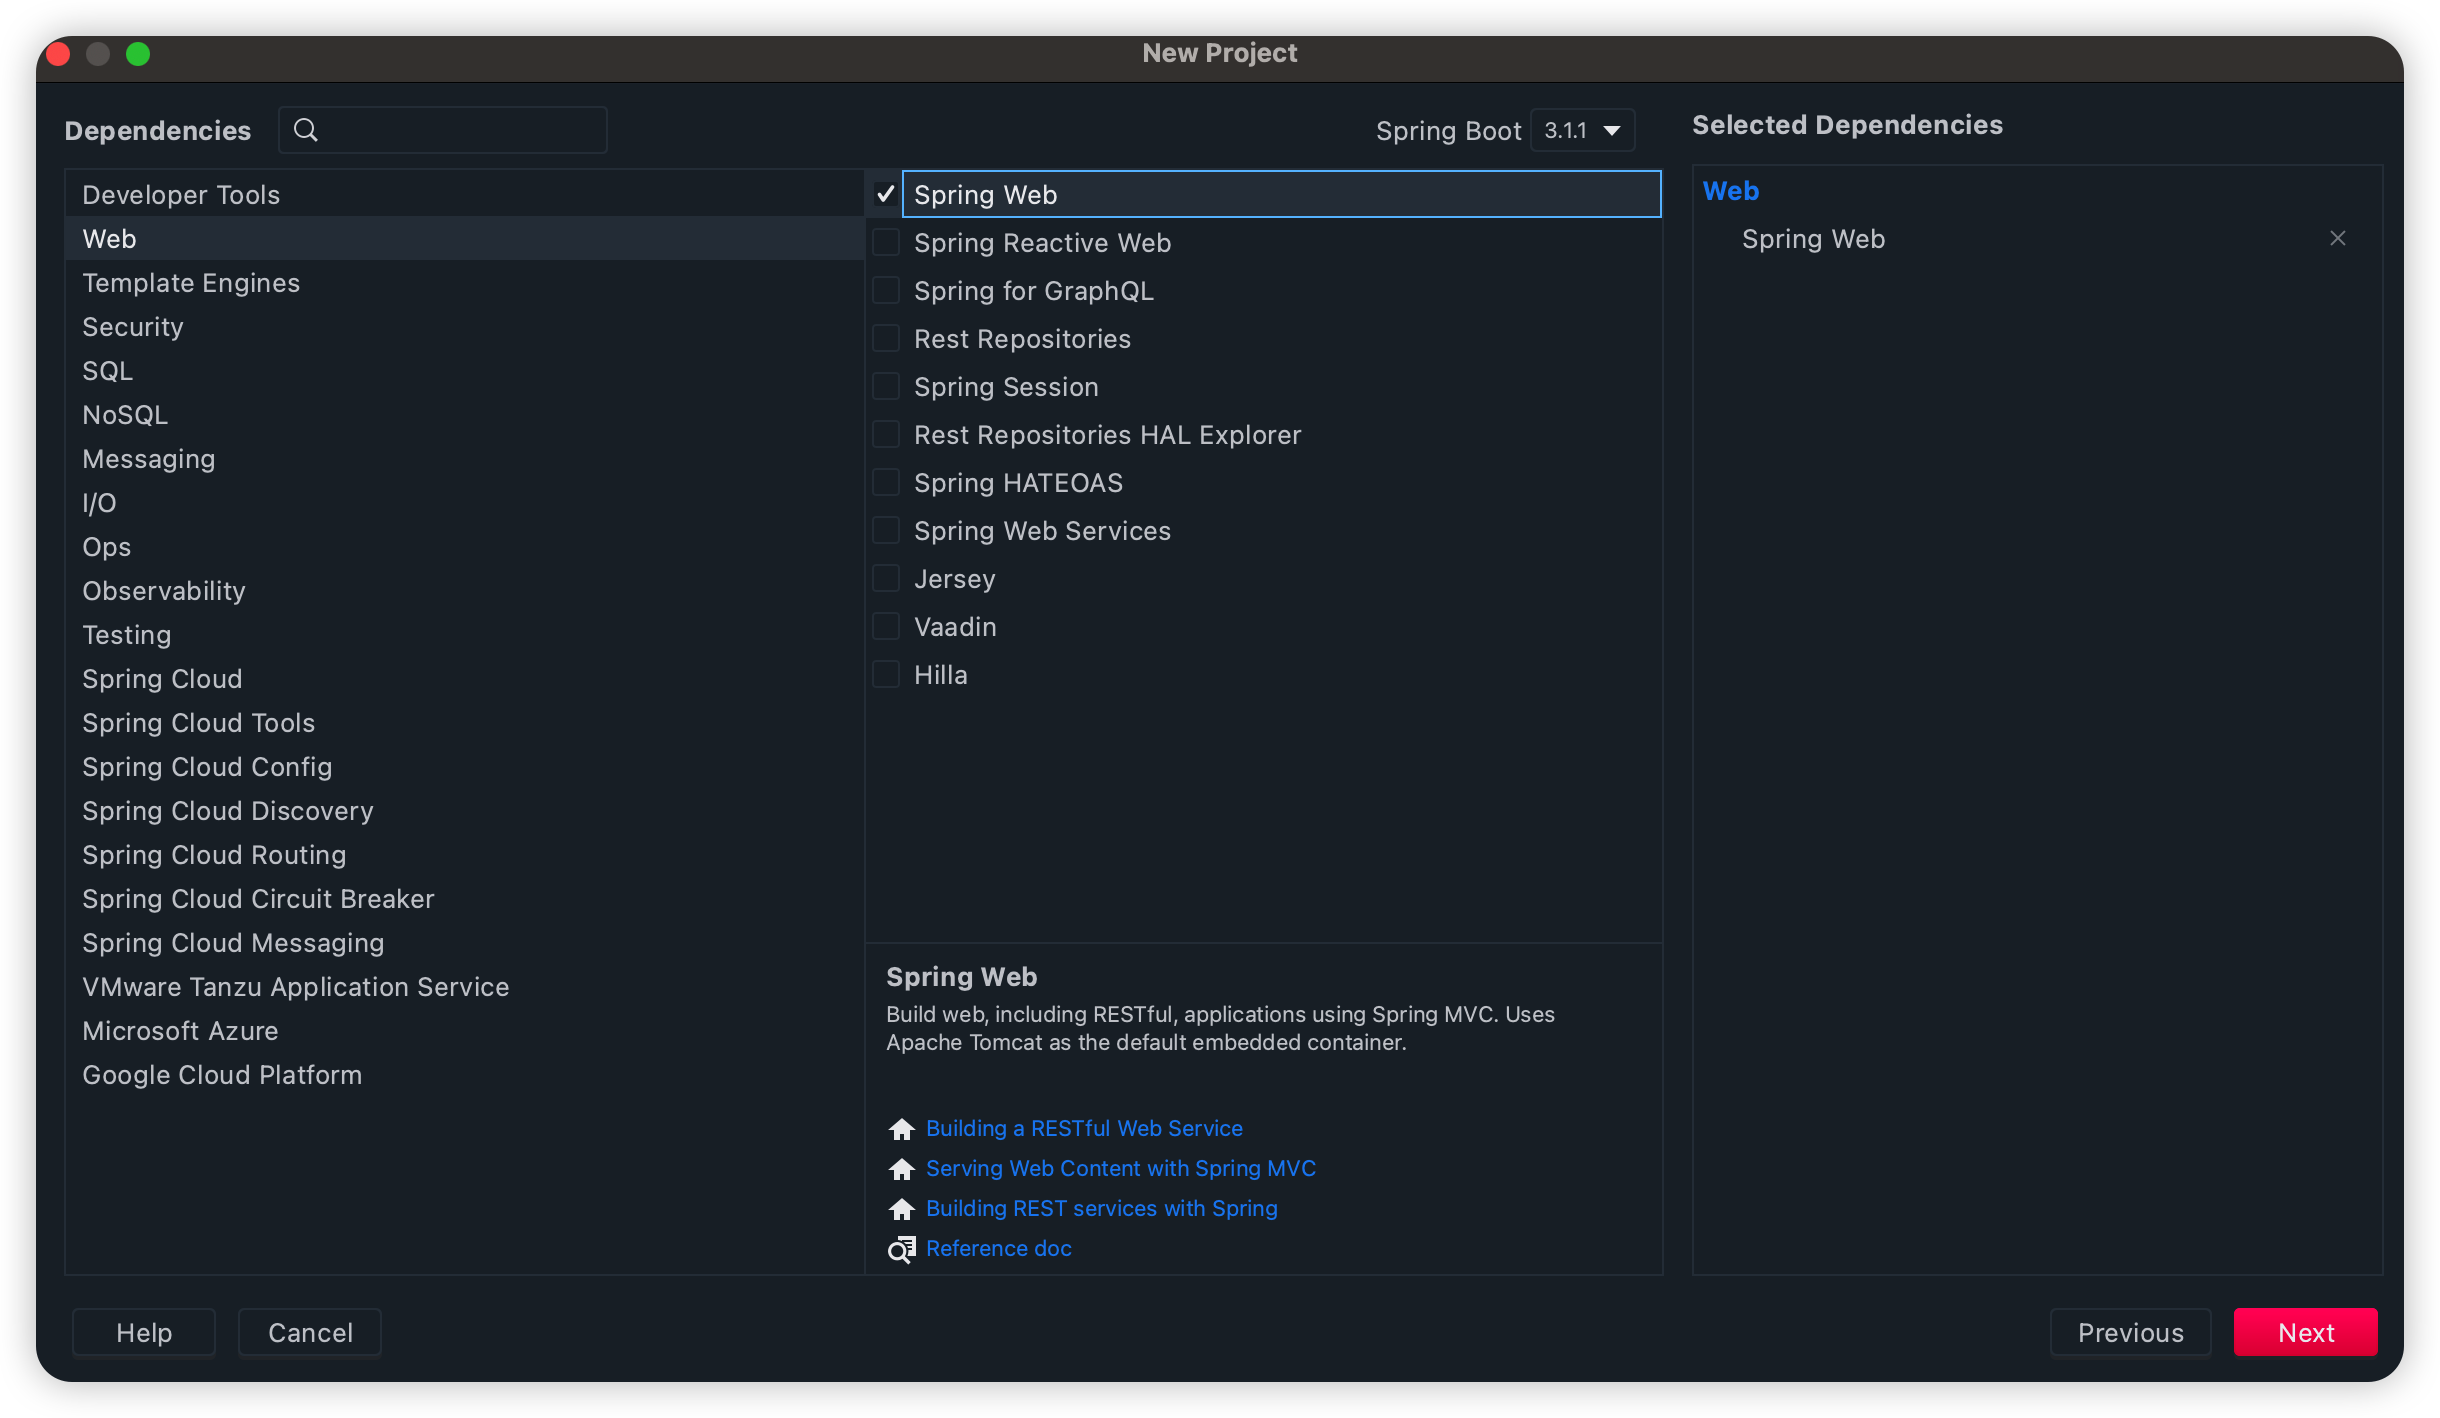 New Project
Dependencies
Spring Boot 3.1.1
Selected Dependencies
Developer Tools
Web
Template Engines
Security
SQL
NoSQL
Messaging
I/O
Ops
Observability
Testing
Spring Cloud
Spring Cloud Tools
Spring Cloud Config
Spring Cloud Discovery
Spring Cloud Routing
Spring Cloud Circuit Breaker
Spring Cloud Messaging
VMware Tanzu Application Service
Microsoft Azure
Google Cloud Platform
Spring Web
Spring Reactive Web
Spring for GraphQL
Rest Repositories
Spring Session
Rest Repositories HAL Explorer
Spring HATEOAS
Spring Web Services
Jersey
Vaadin
Hilla
Spring Web
Build web, including RESTful, applications using Spring MVC. Uses
Apache Tomcat as the default embedded container.
Building a RESTful Web Service
Serving Web Content with Spring MVC
Building REST services with Spring
Reference doc
Web
Spring Web
Help
Cancel
Previous
Next